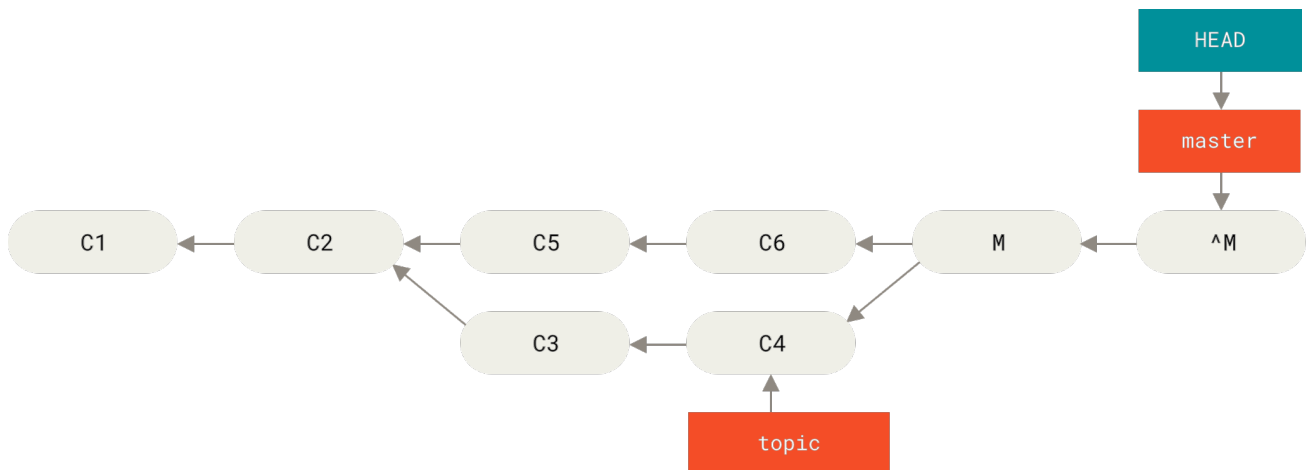 HEAD
master
C1
C2
C5
C6
M
^M
C3
C4
topic